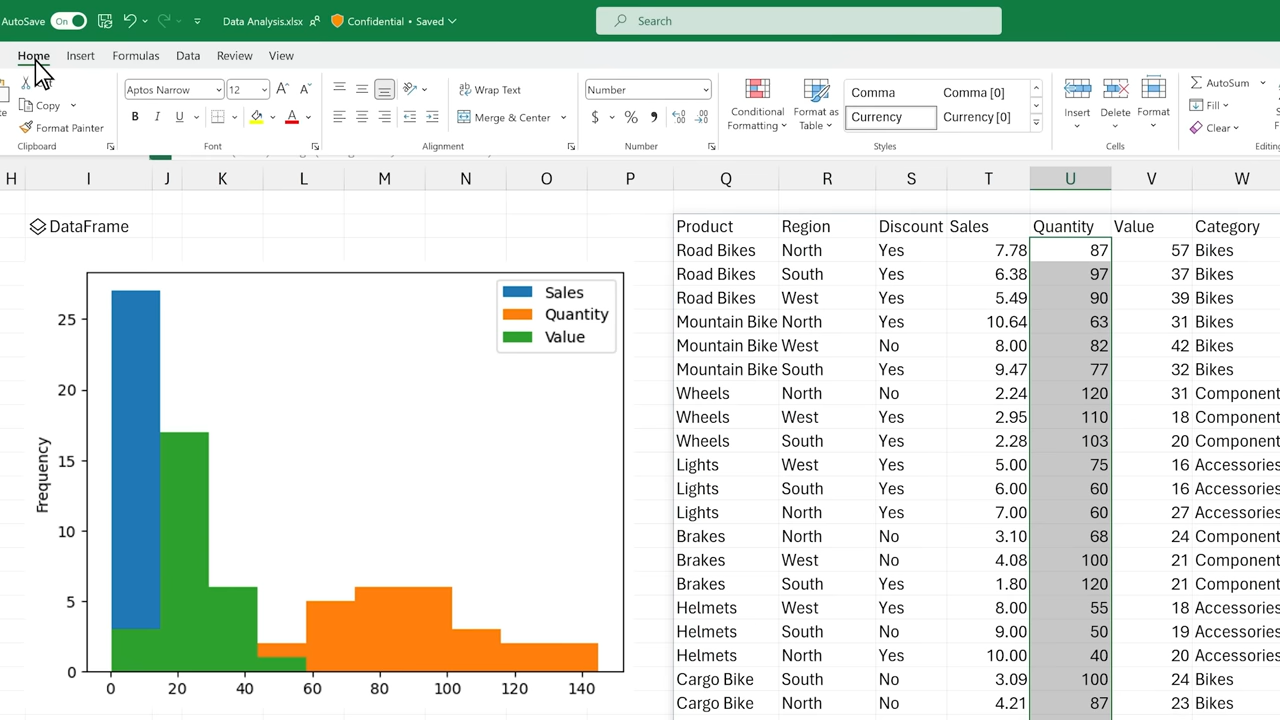 AutoSave On Data Analysis.xlsx Confidential • Saved Search
Home Insert Formulas Data Review View
Aptos Narrow 12 A A Wrap Text Number Conditional Formatting Format as Table Comma Comma [0] Insert Delete Format AutoSum
Copy Fill
Format Painter B I U A Merge & Center $ % Currency Currency [0] Clear
Clipboard Font Alignment Number Styles Cells
H I J K L M N O P Q R S T U V W
DataFrame Product Region Discount Sales Quantity Value Category
Road Bikes North Yes 7.78 87 57 Bikes
Road Bikes South Yes 6.38 97 37 Bikes
Road Bikes West Yes 5.49 90 39 Bikes
Mountain Bike North Yes 10.64 63 31 Bikes
Mountain Bike West No 8.00 82 42 Bikes
Mountain Bike South Yes 9.47 77 32 Bikes
Wheels North No 2.24 120 31 Component
Wheels West Yes 2.95 110 18 Component
Wheels South Yes 2.28 103 20 Component
Lights West Yes 5.00 75 16 Accessories
Lights South Yes 6.00 60 16 Accessories
Lights North Yes 7.00 60 27 Accessories
Brakes North No 3.10 68 24 Component
Brakes West No 4.08 100 21 Component
Brakes South Yes 1.80 120 21 Component
Helmets West Yes 8.00 55 18 Accessories
Helmets South No 9.00 50 19 Accessories
Helmets North Yes 10.00 40 20 Accessories
Cargo Bike South No 3.09 100 24 Bikes
Cargo Bike North No 4.21 87 23 Bikes
Sales
Quantity
Value
Frequency
25
20
15
10
5
0
0 20 40 60 80 100 120 140